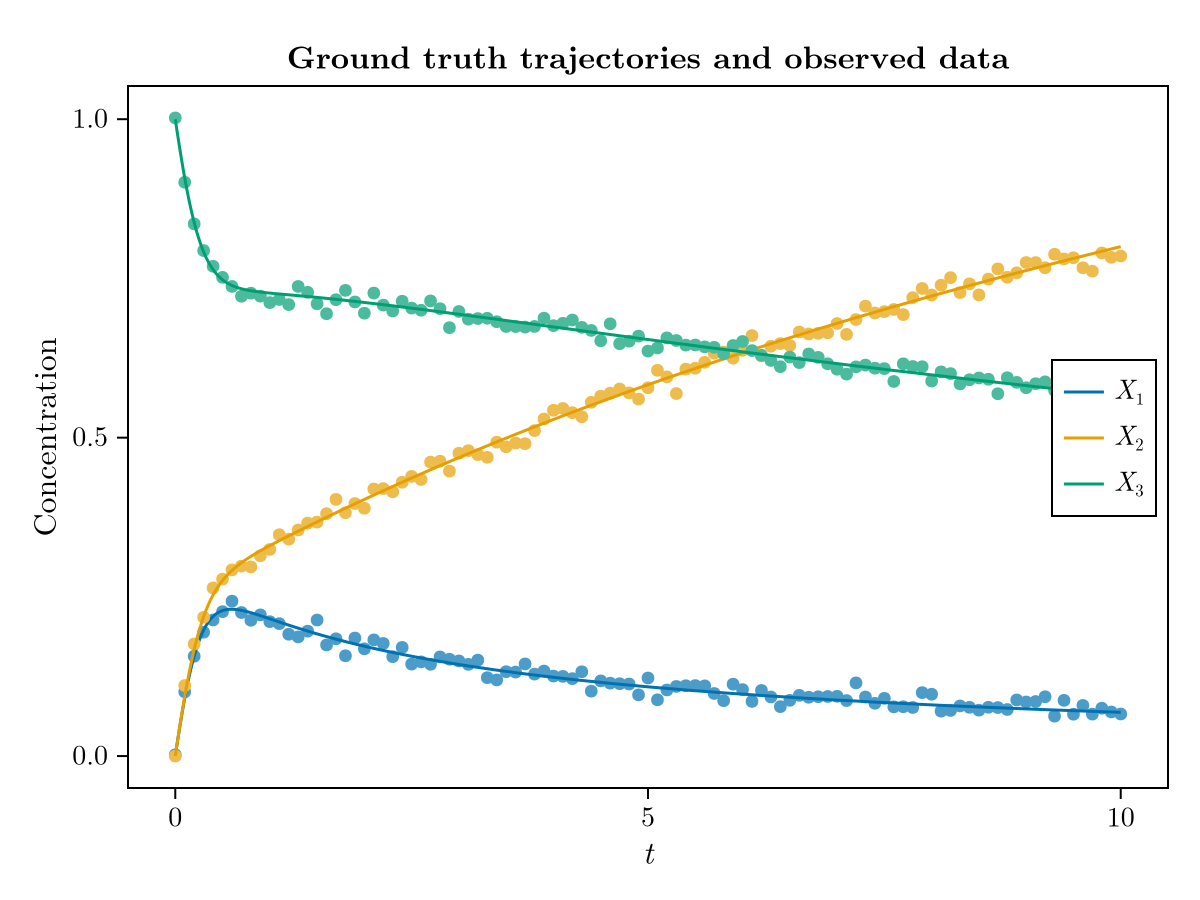 Ground truth trajectories and observed data
1.0
0.5
0.0
Concentration
0
5
10
t
X₁
X₂
X₃